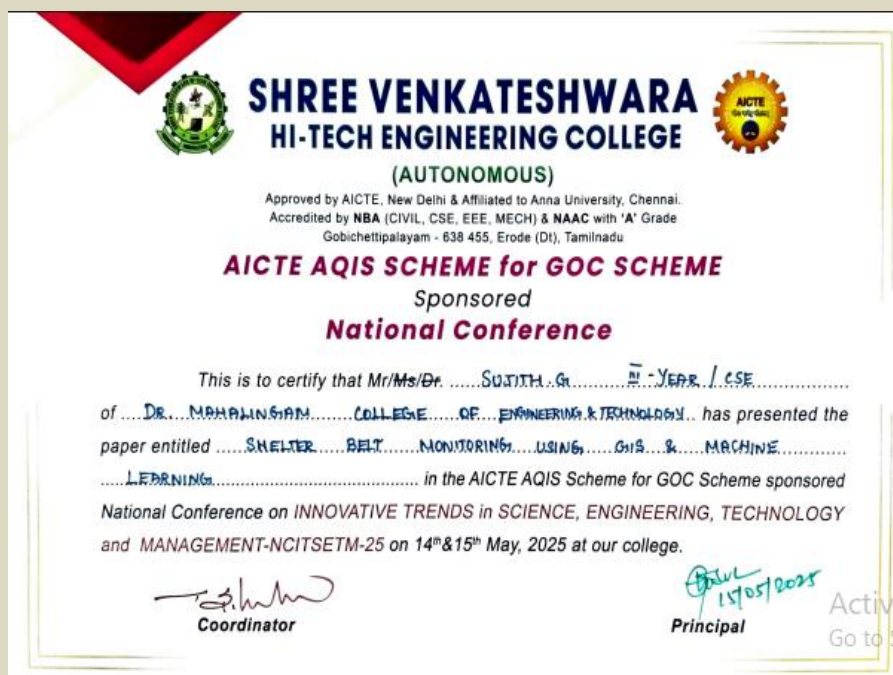 SHREE VENKATESHWARA
HI-TECH ENGINEERING COLLEGE
AICTE
(AUTONOMOUS)
Approved by AICTE, New Delhi & Affiliated to Anna University, Chennai.
Accredited by NBA (CIVIL, CSE, EEE, MECH) & NAAC with 'A' Grade
Gobichettipalayam - 638 455, Erode (Dt), Tamilnadu
AICTE AQIS SCHEME for GOC SCHEME
Sponsored
National Conference
This is to certify that Mr/Ms/Dr. ..... SUJITH.G ........ III - YEAR / CSE ................
of .... DR. MAHALINGAM ....... COLLEGE .... OF ... ENGINEERING & TECHNOLOGY .. has presented the
paper entitled ..... SHELTER BELT MONITORING USING GIS & MACHINE ............
..... LEARNING .................................... in the AICTE AQIS Scheme for GOC Scheme sponsored
National Conference on INNOVATIVE TRENDS in SCIENCE, ENGINEERING, TECHNOLOGY
and MANAGEMENT-NCITSETM-25 on 14th&15th May, 2025 at our college.
15/05/2025
Coordinator
Principal
Activ
Go to